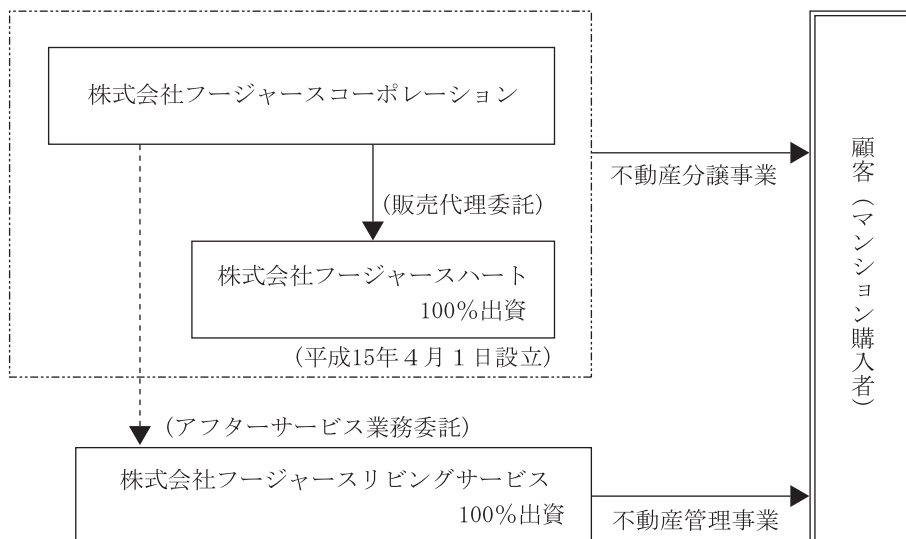 株式会社フージャースコーポレーション
不動産分譲事業
(販売代理委託)
株式会社フージャースハート
100%出資
(平成15年4月1日設立)
(アフターサービス業務委託)
株式会社フージャースリビングサービス
100%出資
不動産管理事業
顧客(マンション購入者)